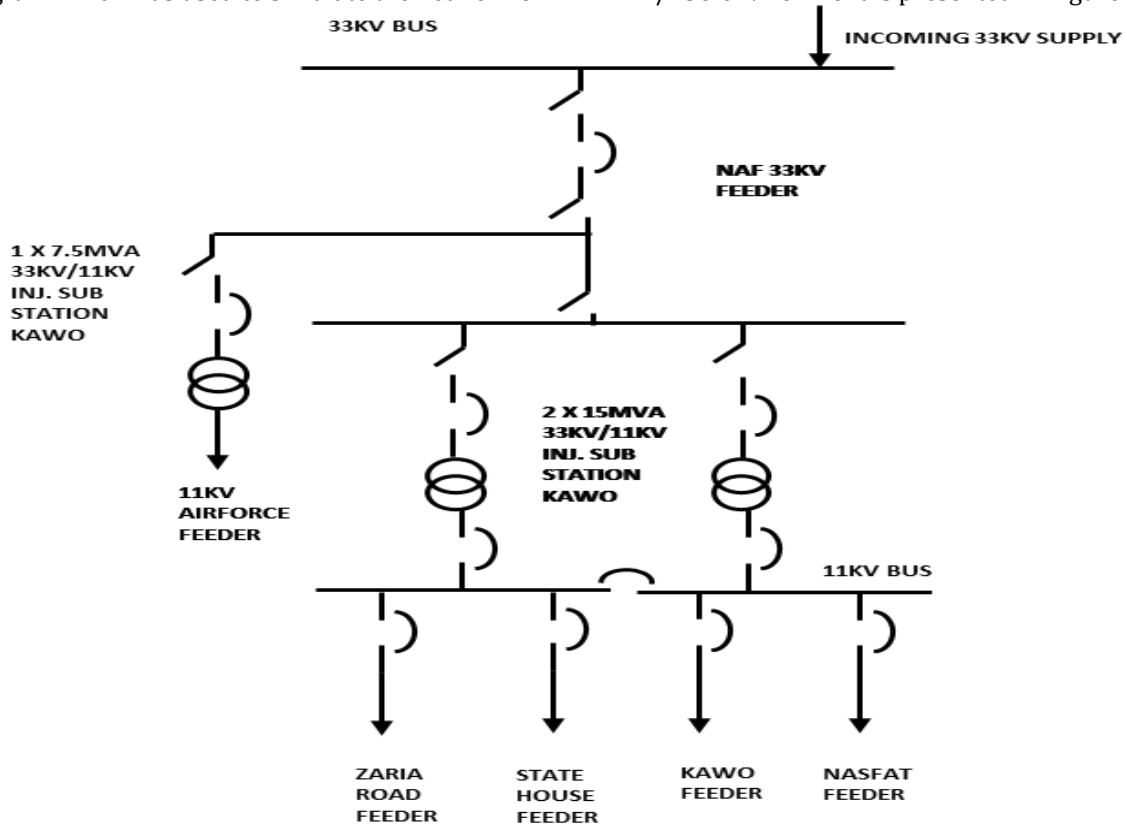 33KV BUS
INCOMING 33KV SUPPLY
NAF 33KV
FEEDER
1 X 7.5MVA
33KV/11KV
INJ. SUB
STATION
KAWO
2 X 15MVA
33KV/11KV
INJ. SUB
STATION
KAWO
11KV
AIRFORCE
FEEDER
11KV BUS
ZARIA
ROAD
FEEDER
STATE
HOUSE
FEEDER
KAWO
FEEDER
NASFAT
FEEDER